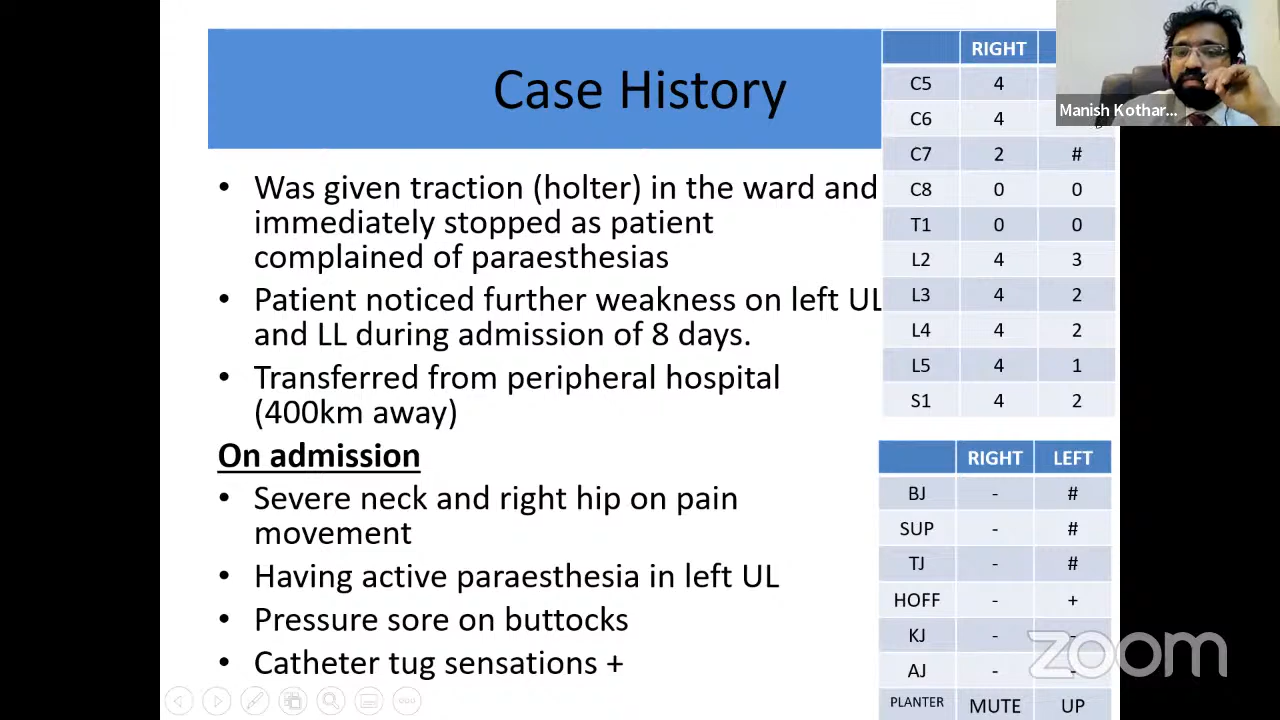 Case History
• Was given traction (holter) in the ward and
immediately stopped as patient
complained of paraesthesias
• Patient noticed further weakness on left UL
and LL during admission of 8 days.
• Transferred from peripheral hospital
(400km away)
On admission
• Severe neck and right hip on pain
movement
• Having active paraesthesia in left UL
• Pressure sore on buttocks
• Catheter tug sensations +
RIGHT
C5 4
C6 4
C7 2 #
C8 0 0
T1 0 0
L2 4 3
L3 4 2
L4 4 2
L5 4 1
S1 4 2
RIGHT LEFT
BJ - #
SUP - #
TJ - #
HOFF - +
KJ - -
AJ -
PLANTER MUTE UP
Manish Kothar...
zoom